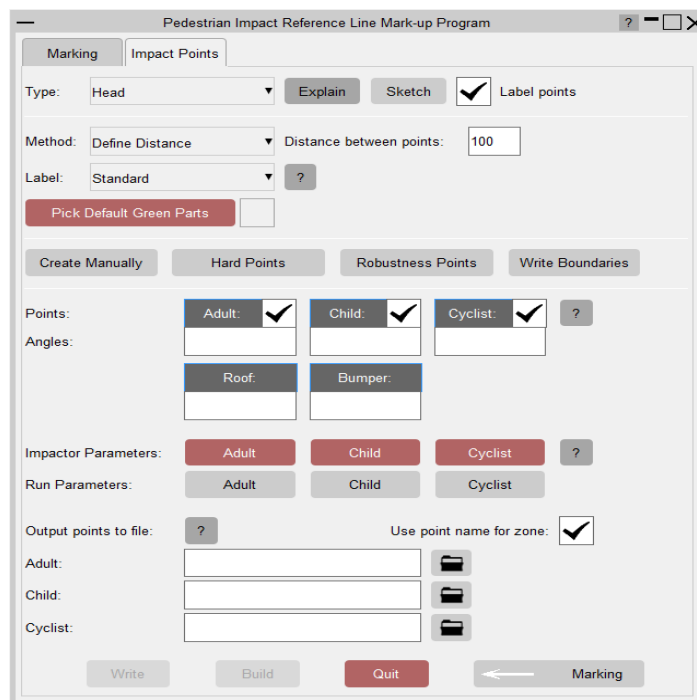 Pedestrian Impact Reference Line Mark-up Program ?
Marking Impact Points
Type: Head Explain Sketch Label points
Method: Define Distance Distance between points: 100
Label: Standard ?
Pick Default Green Parts
Create Manually Hard Points Robustness Points Write Boundaries
Points: Adult: Child: Cyclist: ?
Angles:
Roof: Bumper:
Impactor Parameters: Adult Child Cyclist ?
Run Parameters: Adult Child Cyclist
Output points to file: ? Use point name for zone:
Adult:
Child:
Cyclist:
Write Build Quit Marking